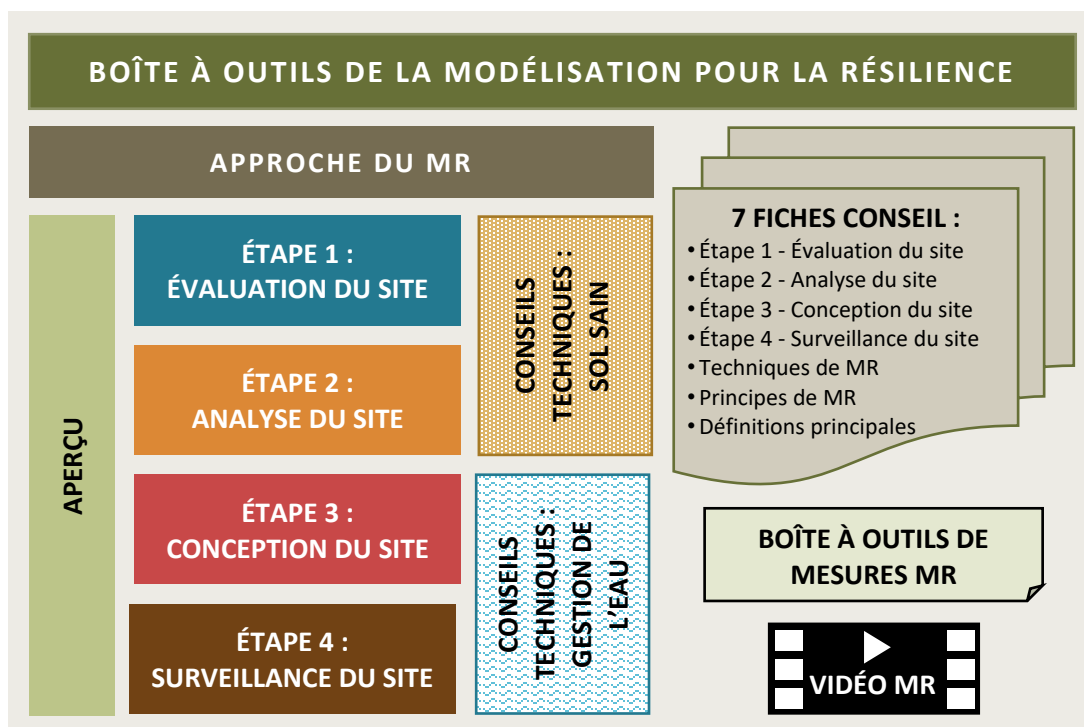 BOÎTE À OUTILS DE LA MODÉLISATION POUR LA RÉSILIENCE
APPROCHE DU MR
APERÇU
ÉTAPE 1 :
ÉVALUATION DU SITE
ÉTAPE 2 :
ANALYSE DU SITE
ÉTAPE 3 :
CONCEPTION DU SITE
ÉTAPE 4 :
SURVEILLANCE DU SITE
CONSEILS
TECHNIQUES :
SOL SAIN
CONSEILS
TECHNIQUES :
GESTION DE
L'EAU
7 FICHES CONSEIL :
• Étape 1 - Évaluation du site
• Étape 2 - Analyse du site
• Étape 3 - Conception du site
• Étape 4 - Surveillance du site
• Techniques de MR
• Principes de MR
• Définitions principales
BOÎTE À OUTILS DE
MESURES MR
VIDÉO MR